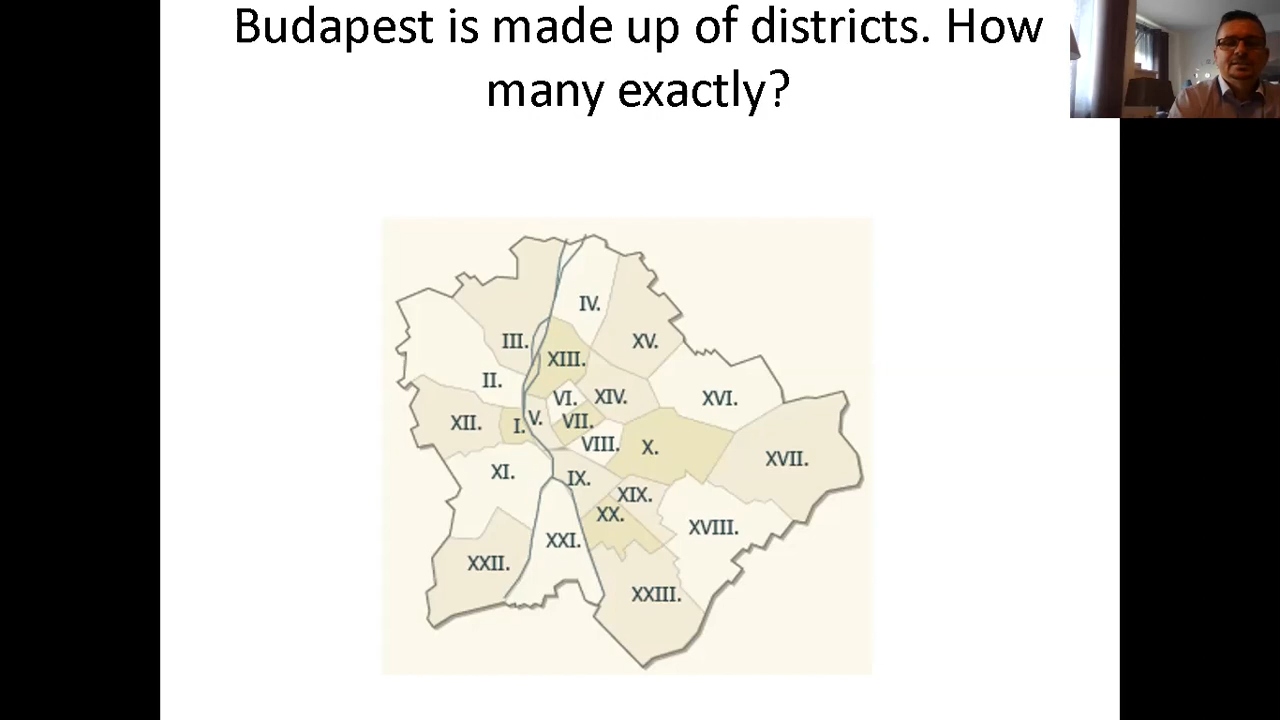 Budapest is made up of districts. How
many exactly?
IV.
III.
XV.
XIII.
II.
VI.
XIV.
XVI.
XII.
I.
V.
VII.
VIII.
X.
XVII.
XI.
IX.
XIX.
XX.
XVIII.
XXI.
XXII.
XXIII.